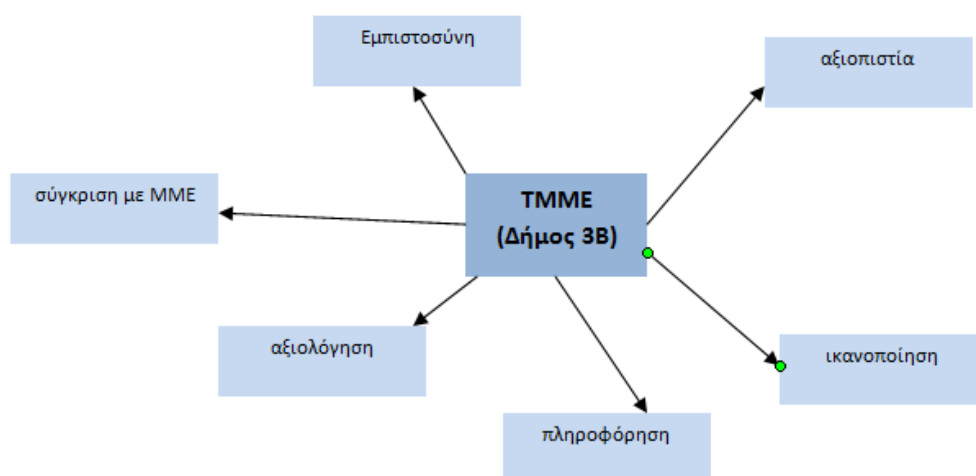 Εμπιστοσύνη
αξιοπιστία
σύγκριση με ΜΜΕ
ΤΜΜΕ
(Δήμος 3Β)
αξιολόγηση
ικανοποίηση
πληροφόρηση